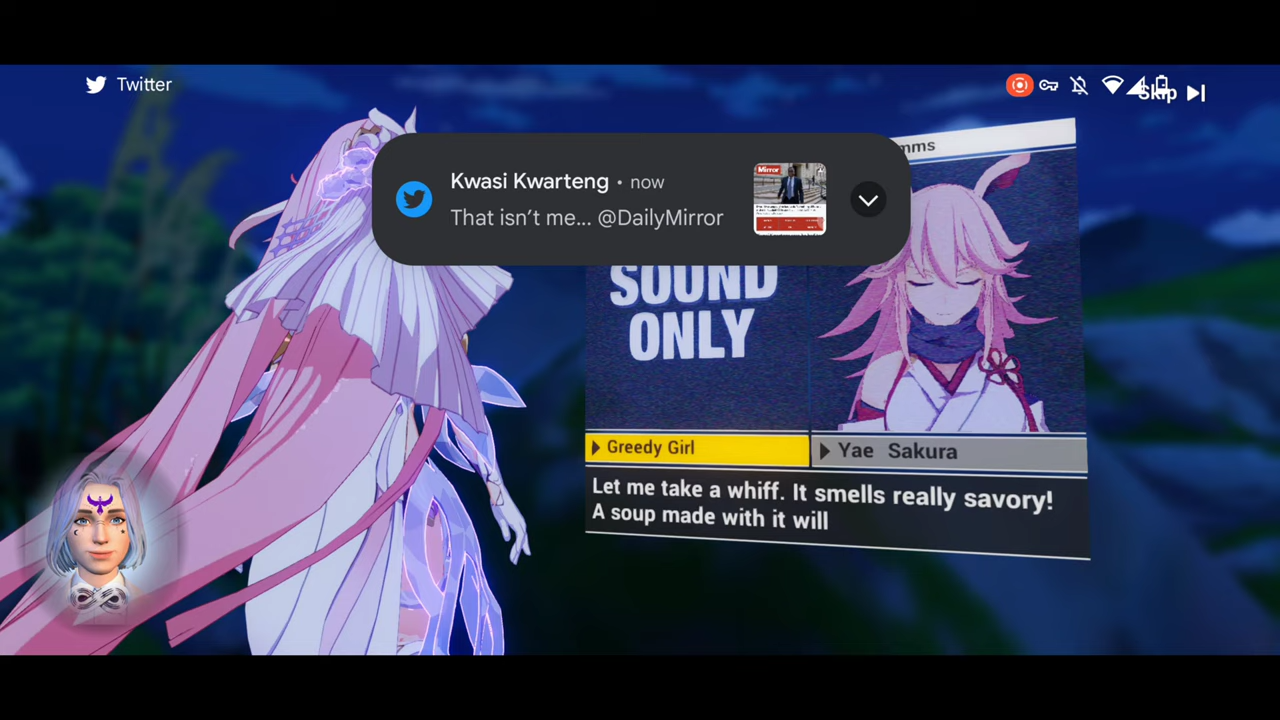 Twitter
Skip
Kwasi Kwarteng • now
That isn't me... @DailyMirror
Mirror
SOUND
ONLY
Greedy Girl
Yae Sakura
Let me take a whiff. It smells really savory!
A soup made with it will